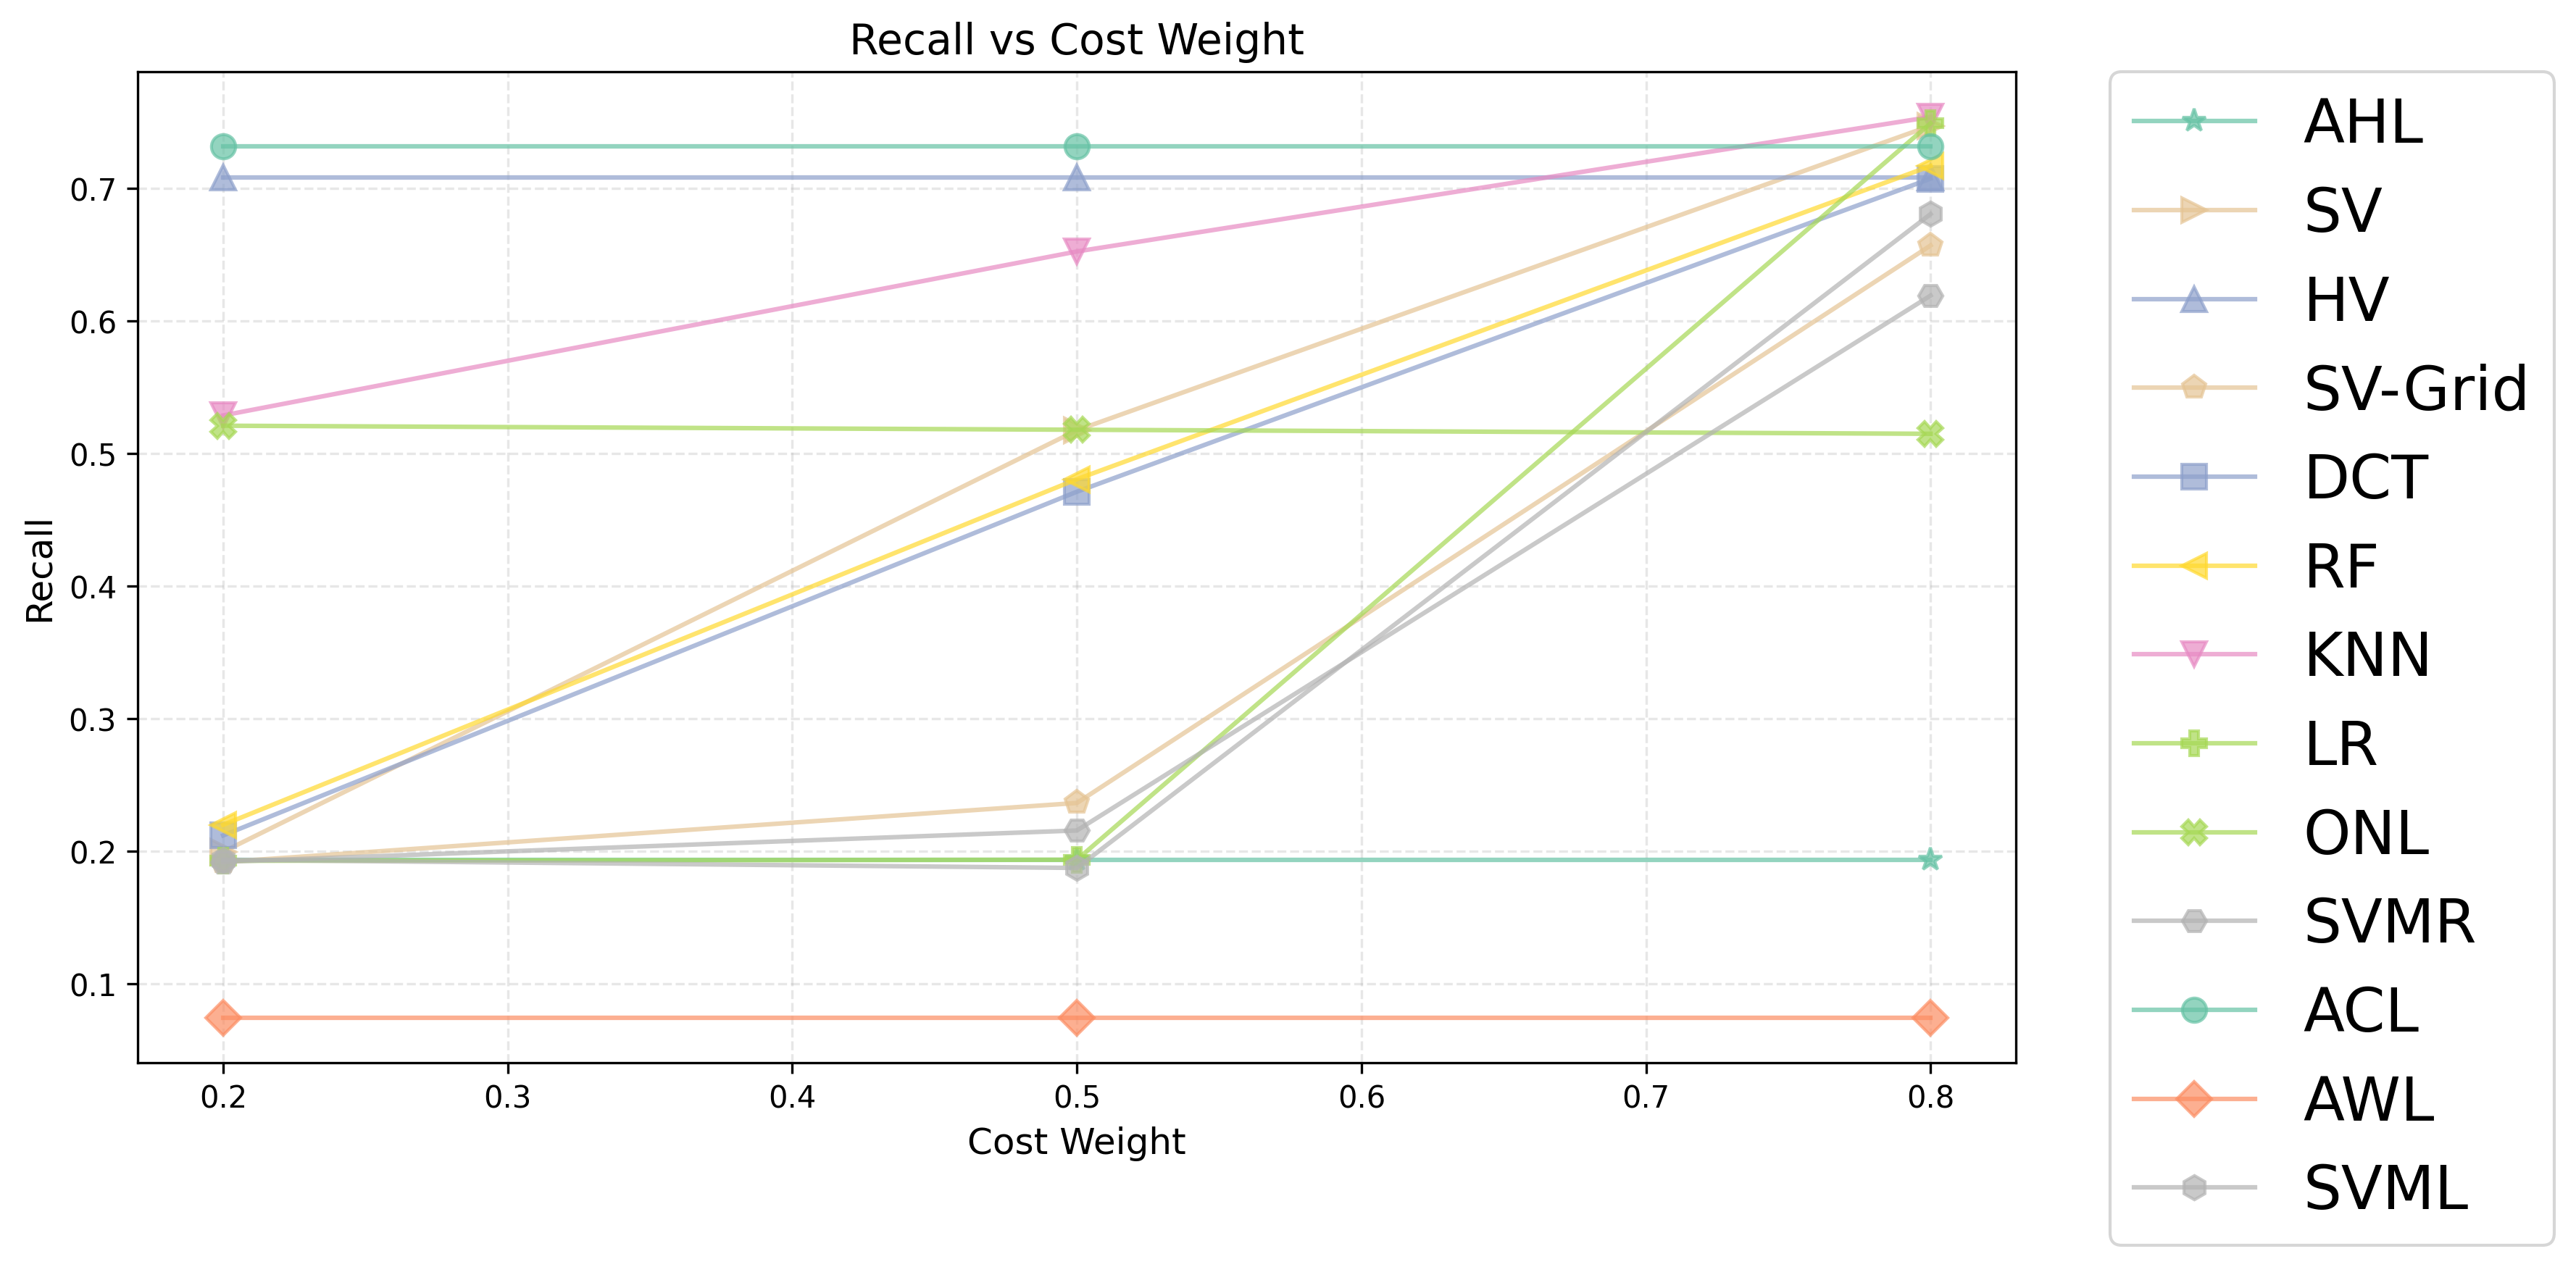 Recall vs Cost Weight
Recall
0.7
0.6
0.5
0.4
0.3
0.2
0.1
0.2 0.3 0.4 0.5 0.6 0.7 0.8
Cost Weight
AHL
SV
HV
SV-Grid
DCT
RF
KNN
LR
ONL
SVMR
ACL
AWL
SVML